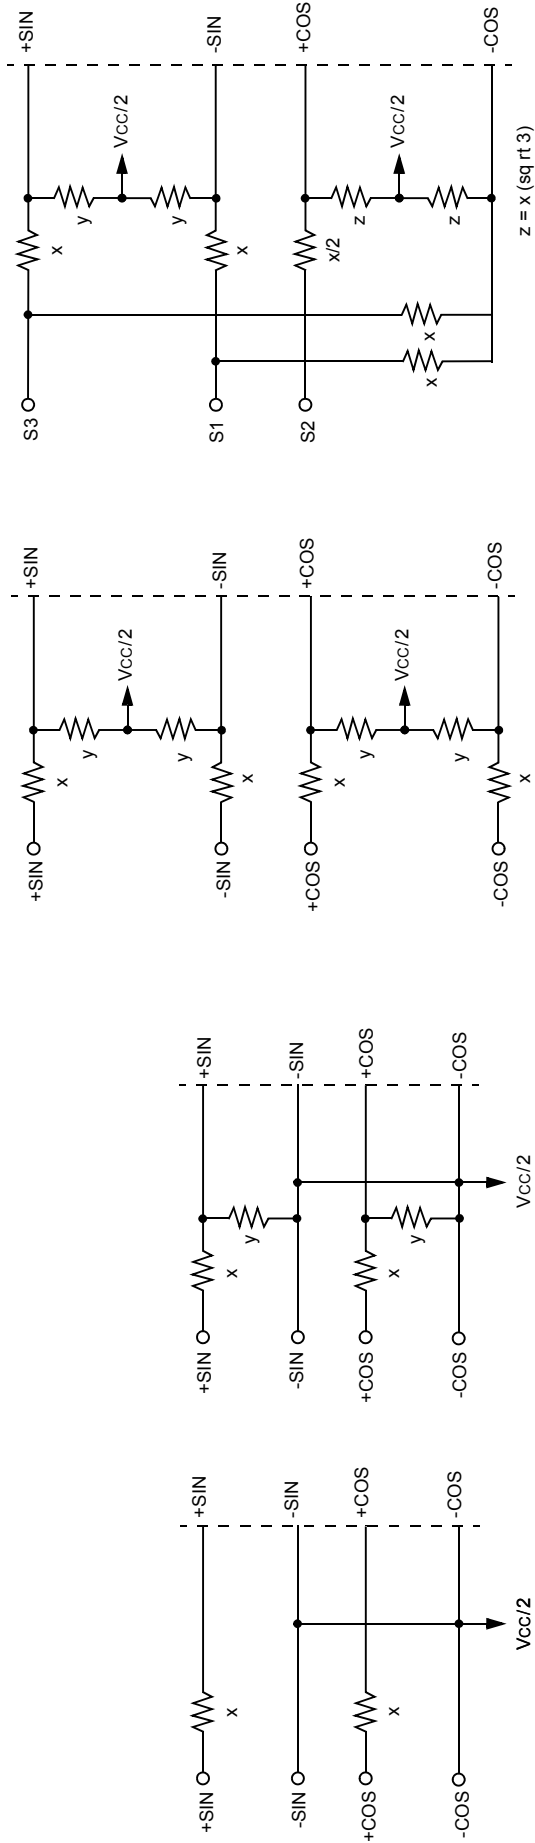 +SIN
+SIN
x
-SIN
-SIN
+COS
+COS
x
-COS
-COS
VCC/2
+SIN
+SIN
x
y
-SIN
-SIN
+COS
+COS
x
y
-COS
-COS
VCC/2
+SIN
+SIN
x
y
VCC/2
y
-SIN
-SIN
x
+COS
+COS
x
y
VCC/2
y
-COS
-COS
x
S3
+SIN
x
y
VCC/2
y
S1
-SIN
x
S2
+COS
x/2
z
VCC/2
z
x
x
-COS
z = x (sq rt 3)